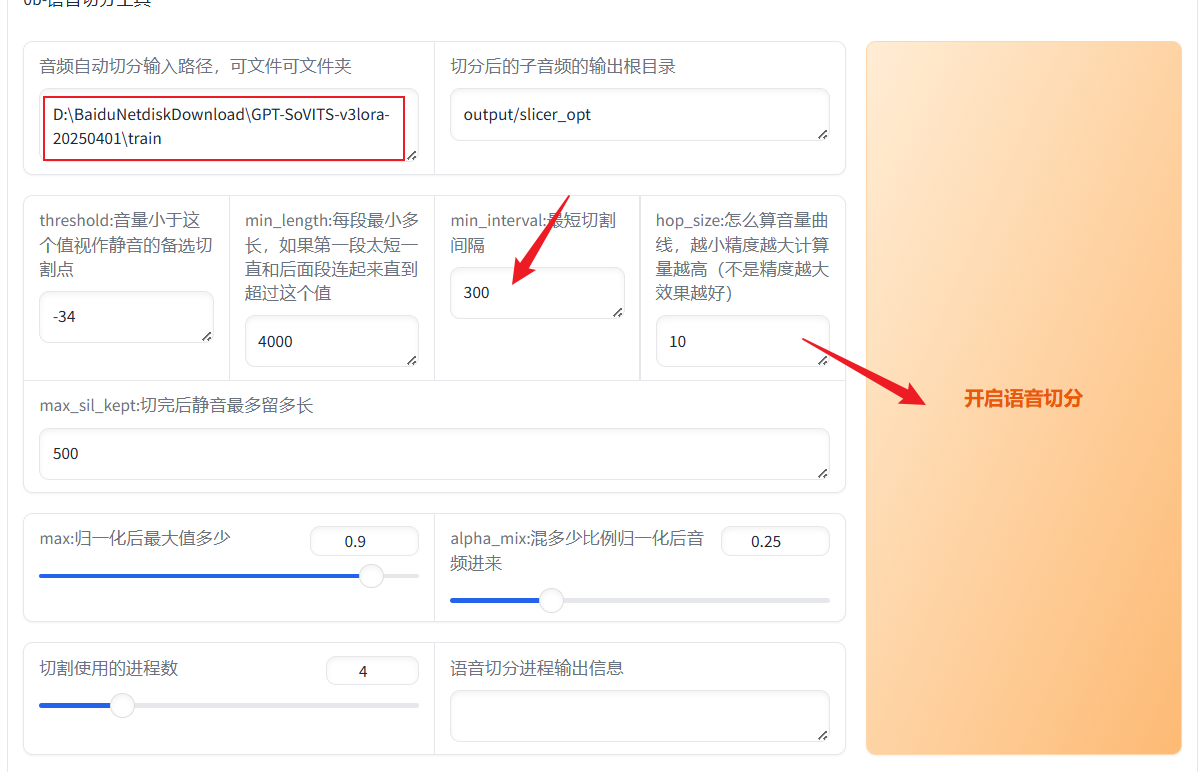 0b-语音切分工具
音频自动切分输入路径，可文件可文件夹
D:\BaiduNetdiskDownload\GPT-SoVITS-v3lora-
20250401\train
切分后的子音频的输出根目录
output/slicer_opt
threshold:音量小于这
个值视作静音的备选切
割点
-34
min_length:每段最小多
长，如果第一段太短一
直和后面段连起来直到
超过这个值
4000
min_interval:最短切割
间隔
300
hop_size:怎么算音量曲
线，越小精度越大计算
量越高（不是精度越大
效果越好）
10
max_sil_kept:切完后静音最多留多长
500
开启语音切分
max:归一化后最大值多少
0.9
alpha_mix:混多少比例归一化后音
频进来
0.25
切割使用的进程数
4
语音切分进程输出信息